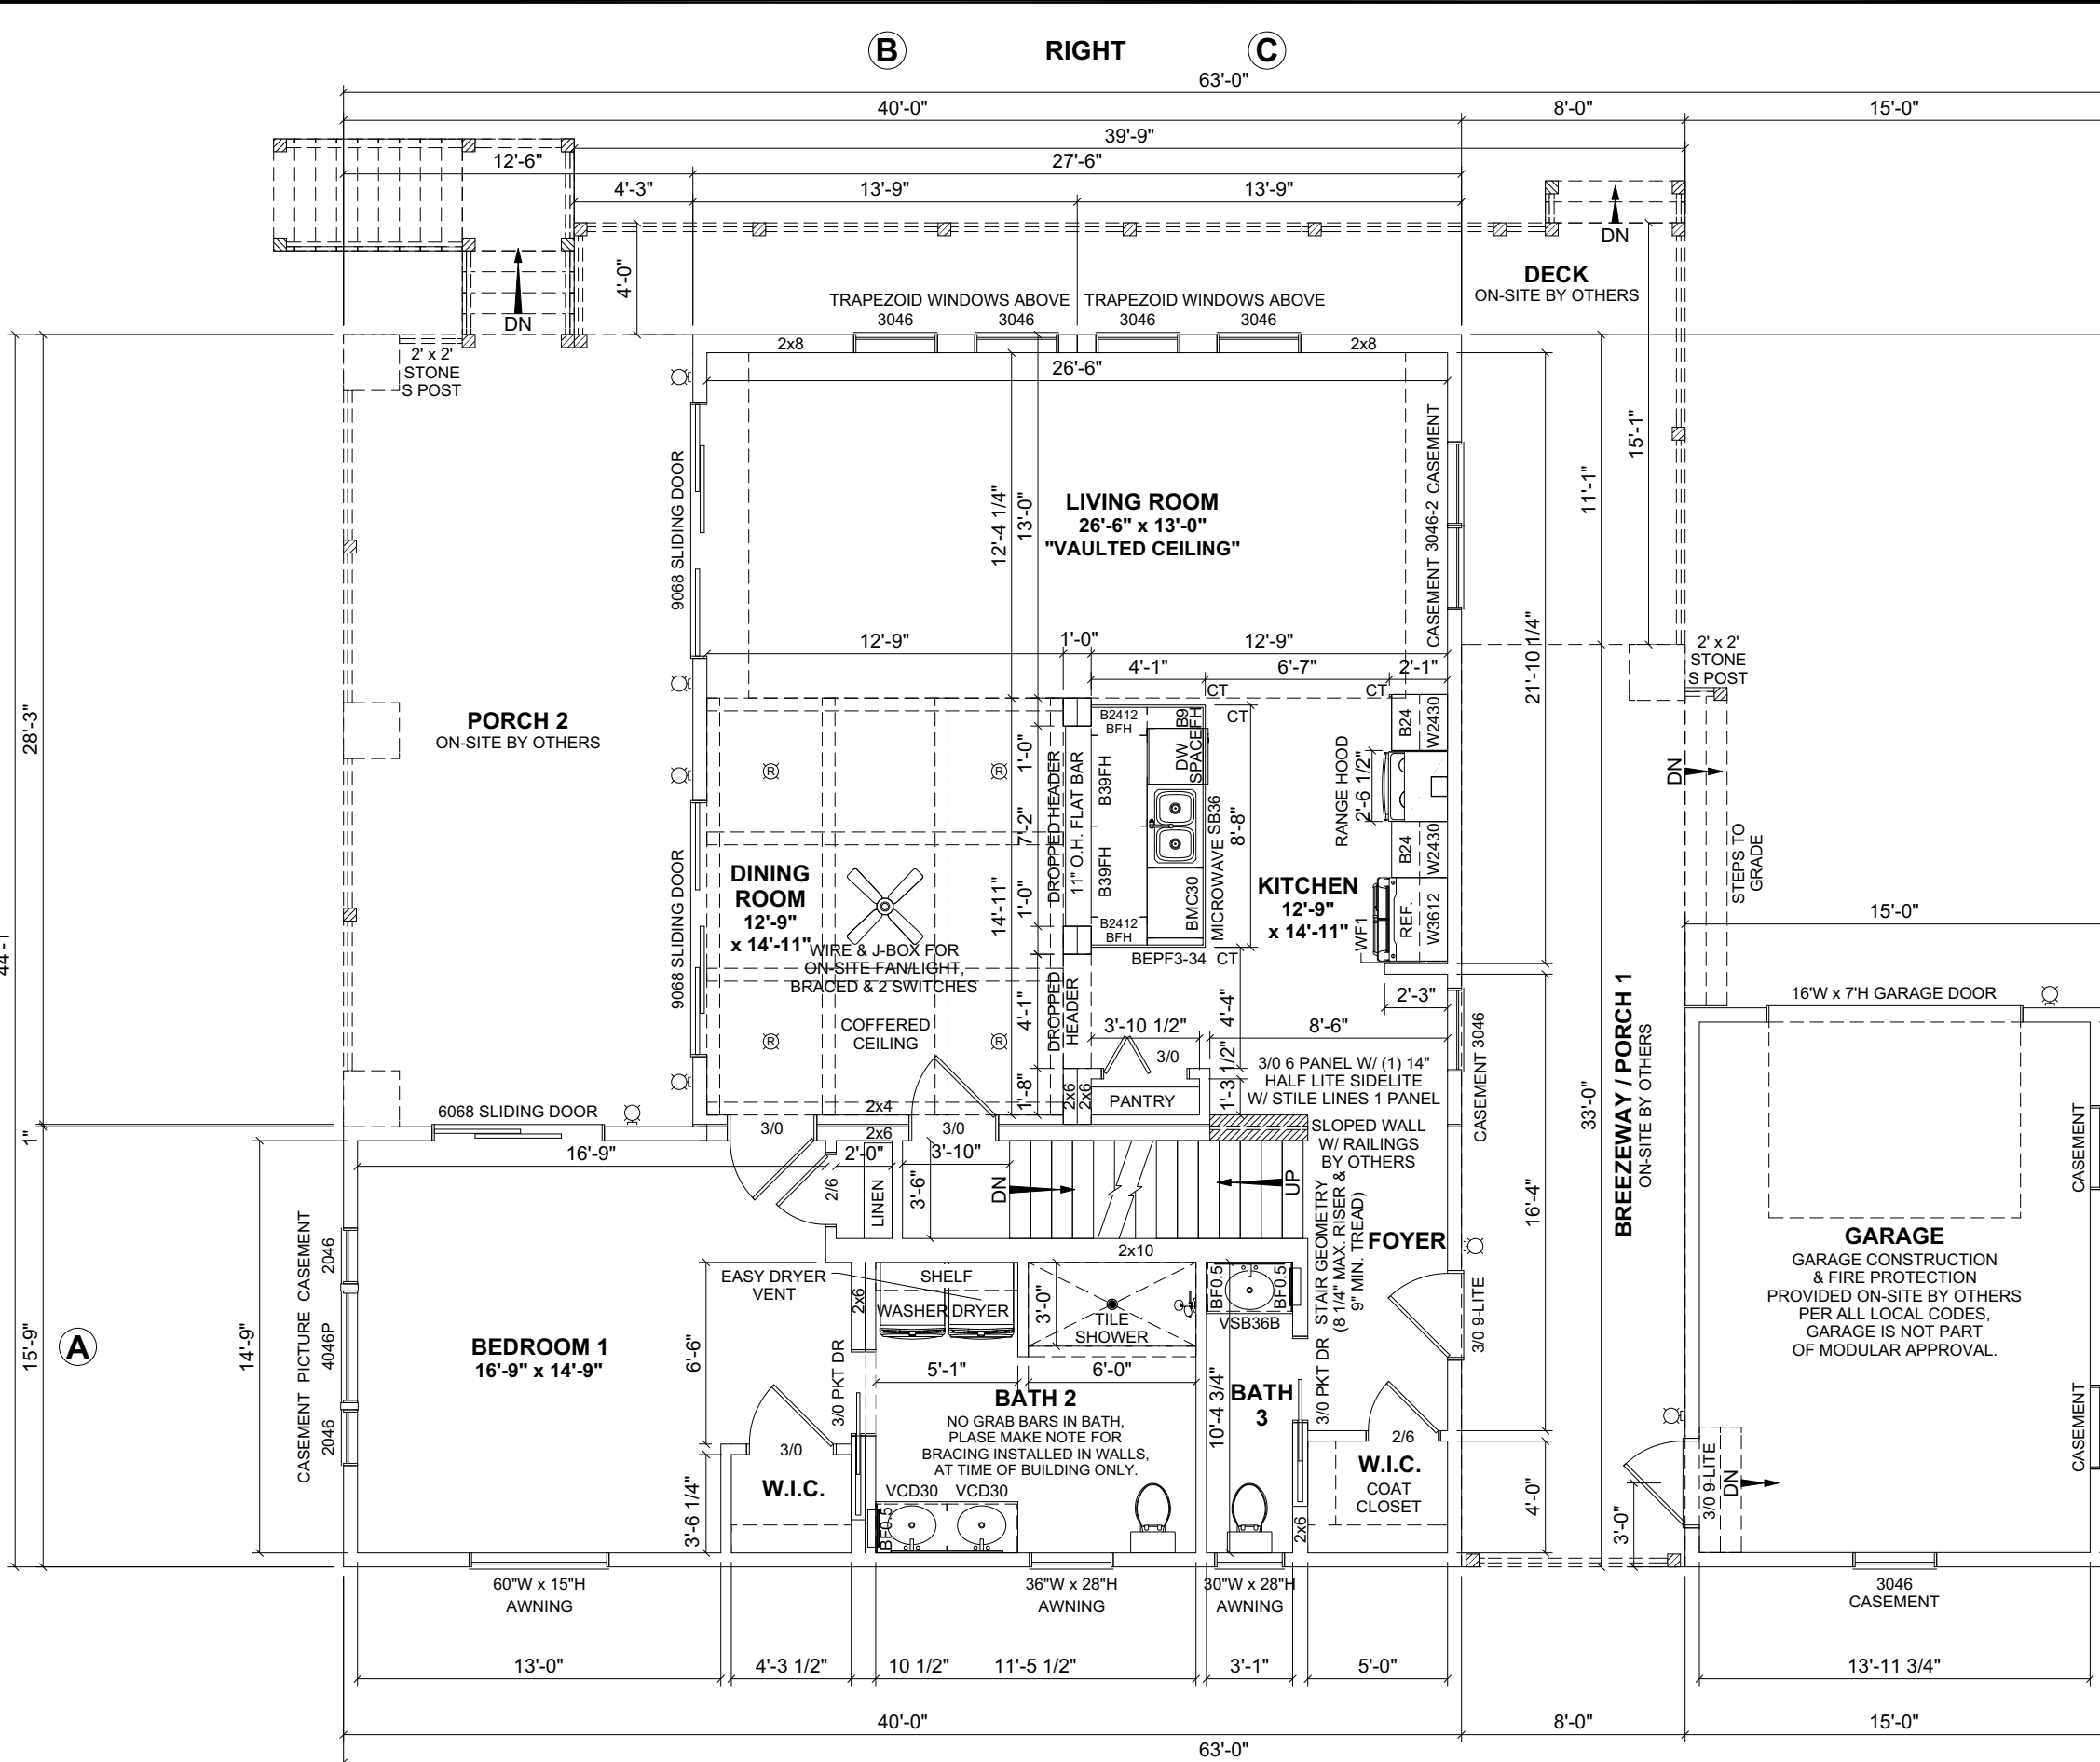 B
RIGHT
C
63'-0"
40'-0"
8'-0"
15'-0"
39'-9"
12'-6"
27'-6"
4'-3"
13'-9"
13'-9"
DN
4'-0"
DN
DECK
ON-SITE BY OTHERS
TRAPEZOID WINDOWS ABOVE
TRAPEZOID WINDOWS ABOVE
3046
3046
3046
3046
2x8
2x8
2' x 2'
STONE
S POST
26'-6"
9068 SLIDING DOOR
12'-4 1/4"
13'-0"
LIVING ROOM
26'-6" x 13'-0"
"VAULTED CEILING"
CASEMENT 3046-2 CASEMENT
15'-1"
11'-1"
21'-10 1/4"
12'-9"
1'-0"
12'-9"
4'-1"
6'-7"
2'-1"
2' x 2'
STONE
S POST
28'-3"
44'-1"
PORCH 2
ON-SITE BY OTHERS
CT
CT
CT
B2412
BFH
B9
FH
DW
SPACE
B24
W2430
R
R
1'-0"
DROPPED HEADER
11" O.H. FLAT BAR
B39FH
B39FH
7'-2"
1'-0"
14'-11"
MICROWAVE SB36
8'-8"
RANGE HOOD
2'-6 1/2"
B24
W2430
DN
STEPS TO
GRADE
9068 SLIDING DOOR
DINING
ROOM
12'-9"
x 14'-11"
WIRE & J-BOX FOR
ON-SITE FAN/LIGHT,
BRACED & 2 SWITCHES
COFFERED
CEILING
R
R
B2412
BFH
BMC30
BEPF3-34
CT
KITCHEN
12'-9"
x 14'-11"
WF1
REF.
W3612
15'-0"
4'-1"
DROPPED
HEADER
4'-4"
2'-3"
3'-10 1/2"
8'-6"
3/0
1'-8"
2x6
2x6
PANTRY
1'-3 1/2"
3/0 6 PANEL W/ (1) 14"
HALF LITE SIDELITE
W/ STILE LINES 1 PANEL
CASEMENT 3046
16'W x 7'H GARAGE DOOR
BREEZEWAY / PORCH 1
ON-SITE BY OTHERS
33'-0"
CASEMENT
6068 SLIDING DOOR
1"
2x4
3/0
2x6
3/0
SLOPED WALL
W/ RAILINGS
BY OTHERS
16'-9"
2'-0"
3'-10"
2/6
LINEN
3'-6"
DN
UP
STAIR GEOMETRY
(8 1/4" MAX. RISER &
9" MIN. TREAD)
FOYER
16'-4"
2x10
GARAGE
GARAGE CONSTRUCTION
& FIRE PROTECTION
PROVIDED ON-SITE BY OTHERS
PER ALL LOCAL CODES,
GARAGE IS NOT PART
OF MODULAR APPROVAL.
A
15'-9"
14'-9"
CASEMENT PICTURE CASEMENT
2046 4046P 2046
BEDROOM 1
16'-9" x 14'-9"
EASY DRYER
VENT
2x6
SHELF
WASHER
DRYER
3'-0"
TILE
SHOWER
BF0.5
BF0.5
VSB36B
3/0 9-LITE
6'-6"
3/0 PKT DR
5'-1"
6'-0"
BATH 2
NO GRAB BARS IN BATH,
PLASE MAKE NOTE FOR
BRACING INSTALLED IN WALLS,
AT TIME OF BUILDING ONLY.
10'-4 3/4"
BATH
3
3/0 PKT DR
3/0
2/6
W.I.C.
W.I.C.
COAT
CLOSET
VCD30
VCD30
BF0.5
3'-6 1/4"
2x6
4'-0"
3'-0"
3/0 9-LITE
DN
CASEMENT
60"W x 15"H
AWNING
36"W x 28"H
AWNING
30"W x 28"H
AWNING
3046
CASEMENT
13'-0"
4'-3 1/2"
10 1/2"
11'-5 1/2"
3'-1"
5'-0"
13'-11 3/4"
40'-0"
8'-0"
15'-0"
63'-0"